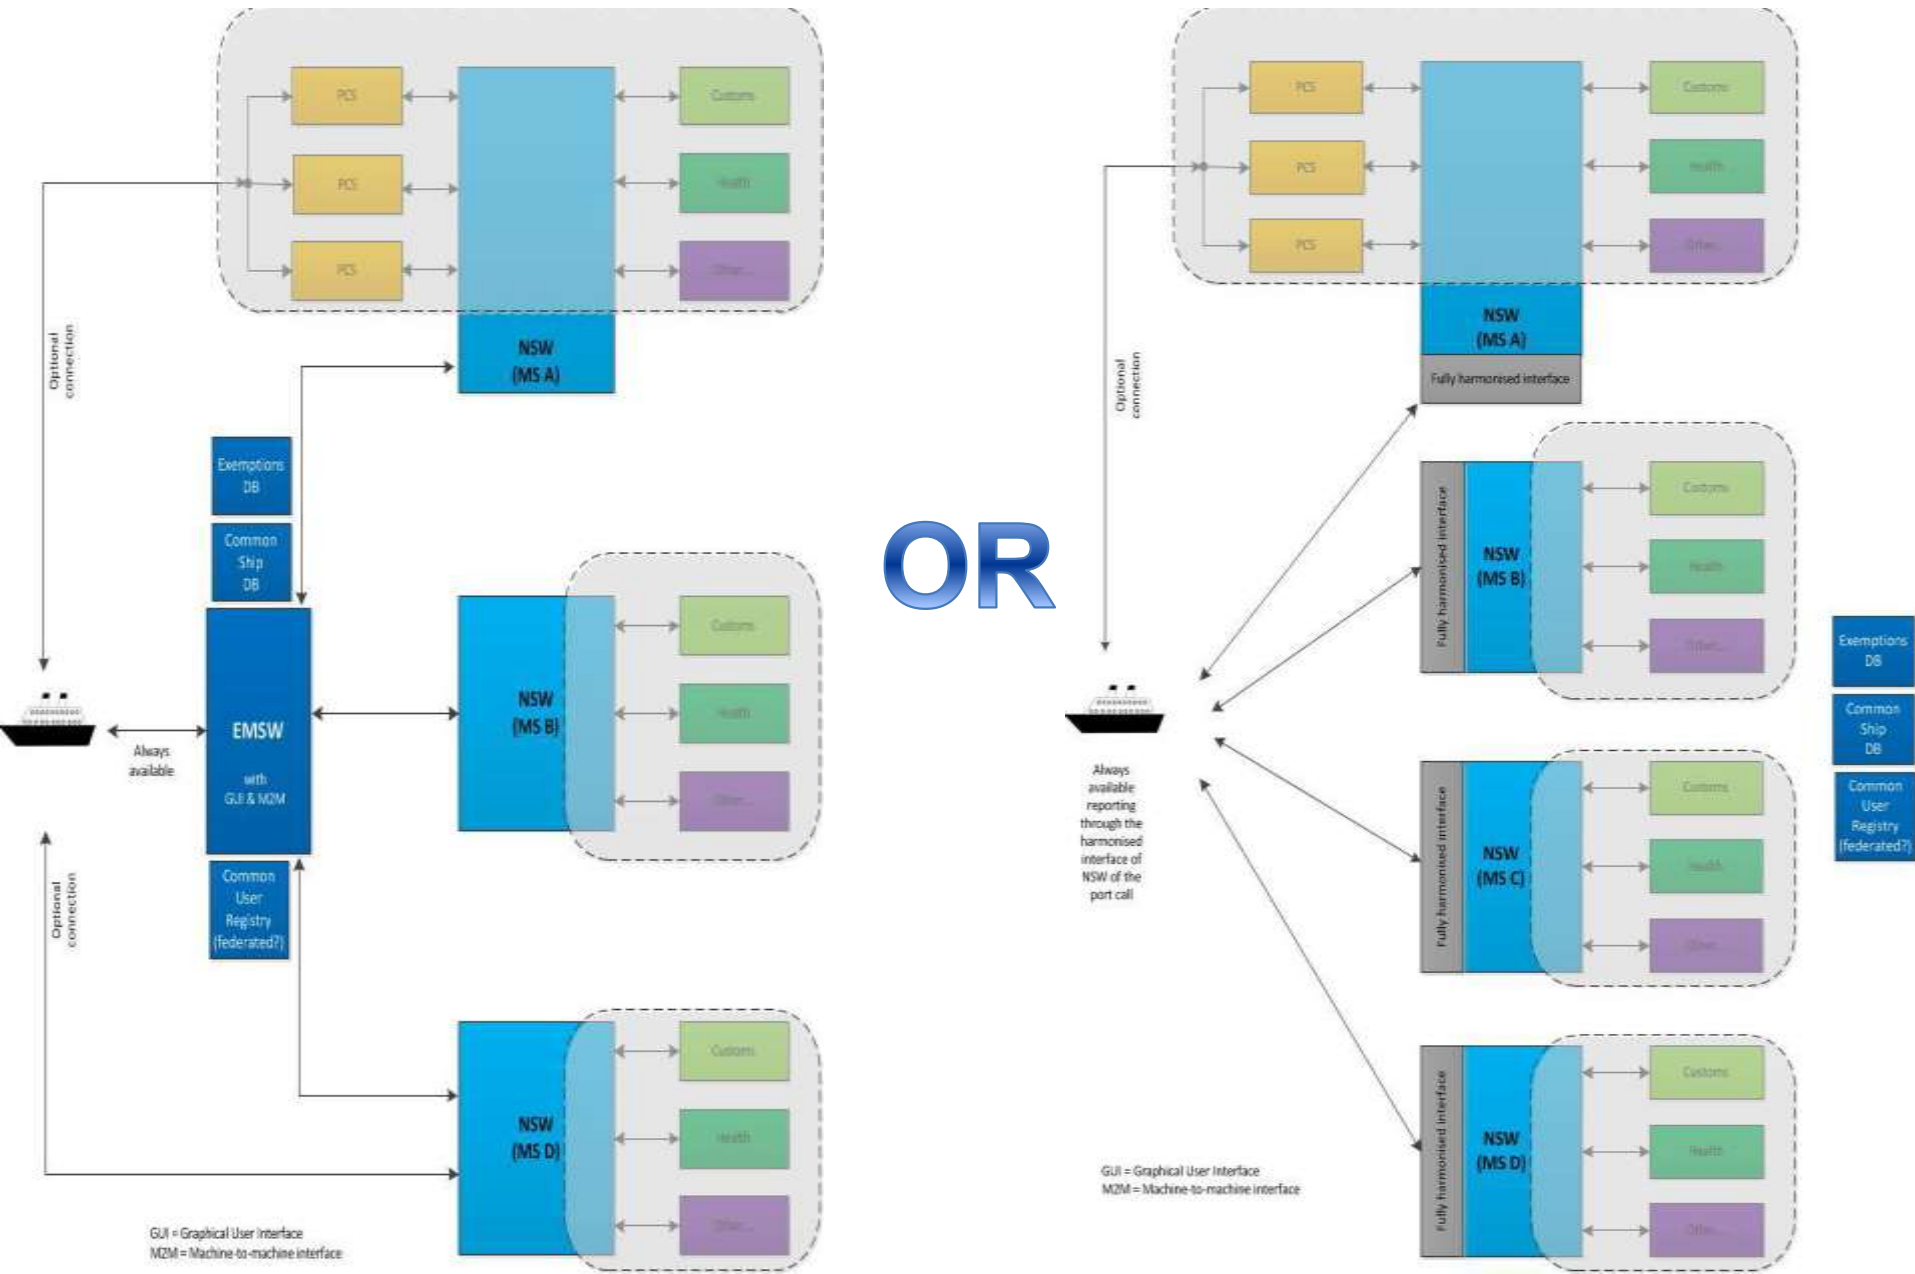 PCS
Customs
PCS
Health
PCS
Other...
NSW
(MS A)
Optional
connection
Exemptions
DB
Common
Ship
DB
EMSW
with
GUI & M2M
Always
available
Common
User
Registry
(federated?)
Optional
connection
NSW
(MS B)
Customs
Health
Other...
NSW
(MS D)
Customs
Health
Other...
GUI = Graphical User Interface
M2M = Machine-to-machine interface
OR
PCS
Customs
PCS
Health
PCS
Other...
NSW
(MS A)
Fully harmonised interface
Optional
connection
Fully harmonised interface
NSW
(MS B)
Customs
Health
Other...
Always
available
reporting
through the
harmonised
interface of
NSW of the
port call
Fully harmonised interface
NSW
(MS C)
Customs
Health
Other...
Fully harmonised interface
NSW
(MS D)
Customs
Health
Other...
Exemptions
DB
Common
Ship
DB
Common
User
Registry
(federated?)
GUI = Graphical User Interface
M2M = Machine-to-machine interface